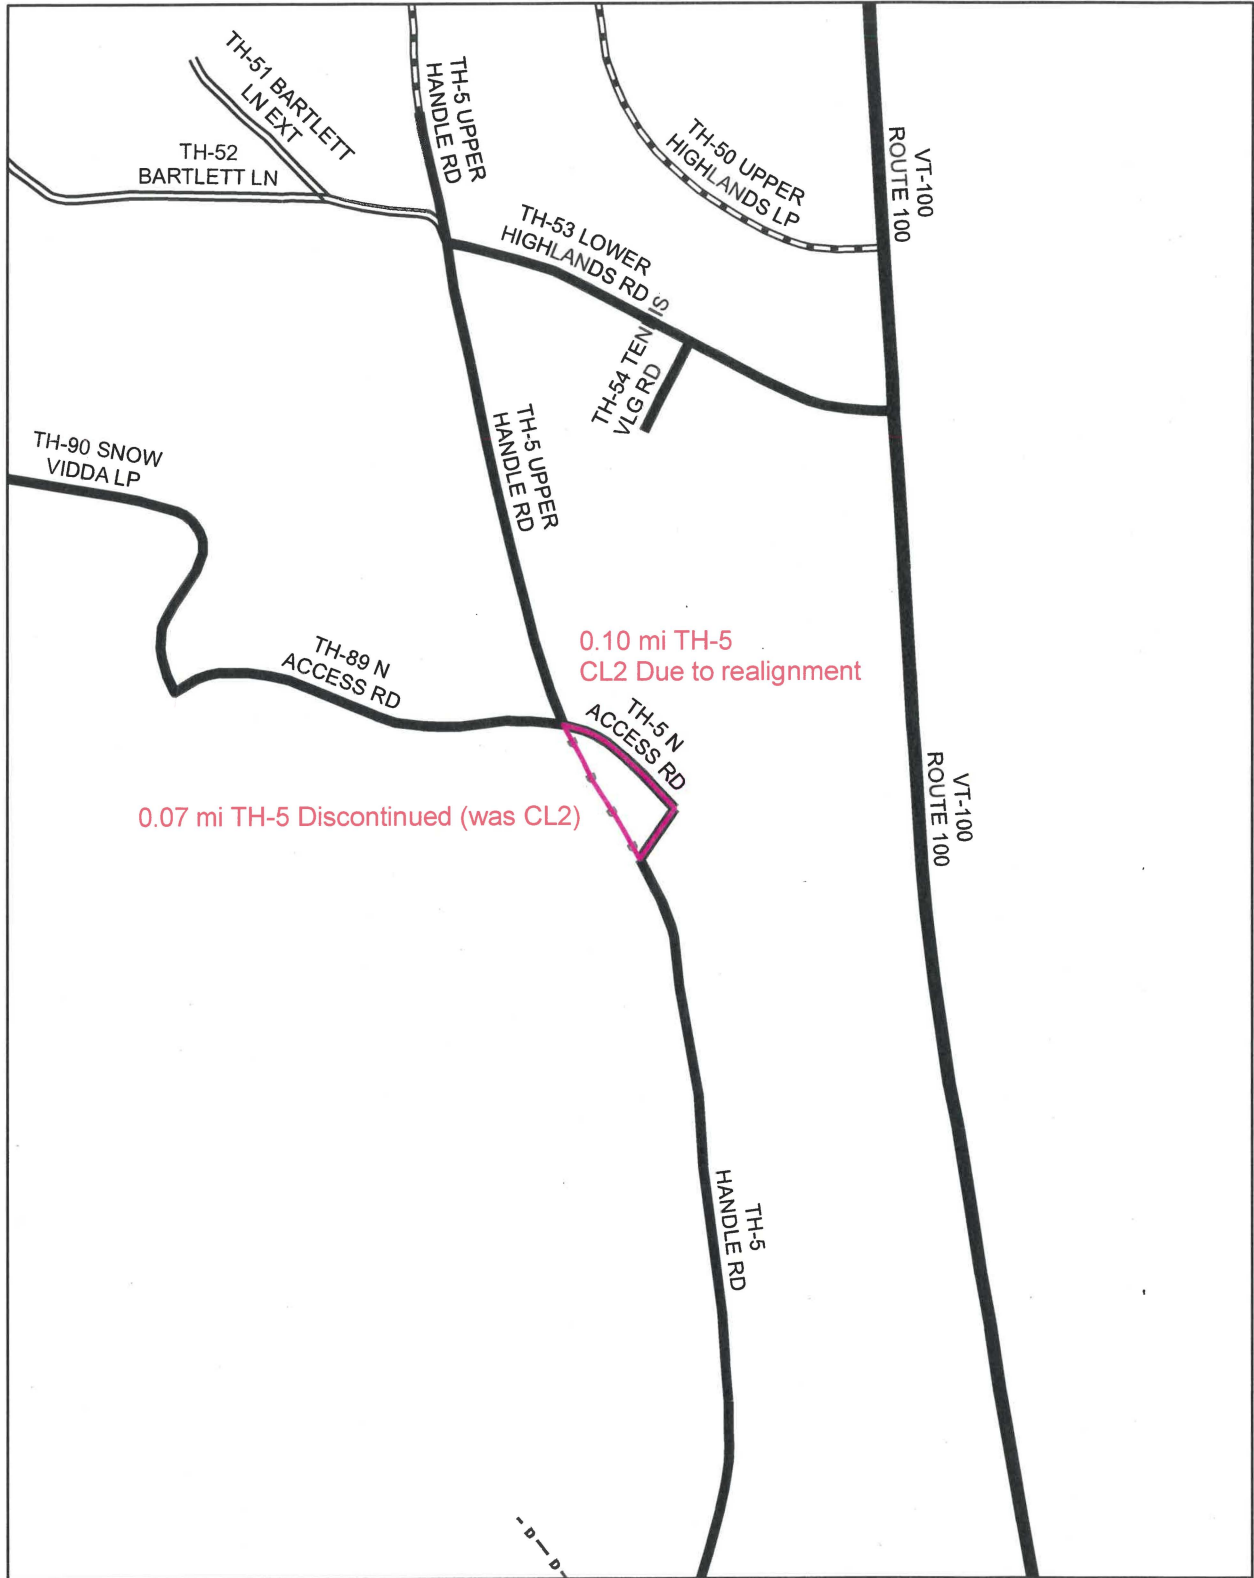 TH-51 BARTLETT
LN EXT
TH-52
BARTLETT LN
TH-5 UPPER
HANDLE RD
TH-50 UPPER
HIGHLANDS LP
VT-100
ROUTE 100
TH-53 LOWER
HIGHLANDS RD
TH-54 TENNIS
VLG RD
TH-5 UPPER
HANDLE RD
TH-90 SNOW
VIDDA LP
0.10 mi TH-5
CL2 Due to realignment
TH-89 N
ACCESS RD
TH-5 N
ACCESS RD
VT-100
ROUTE 100
0.07 mi TH-5 Discontinued (was CL2)
TH-5
HANDLE RD
D
D